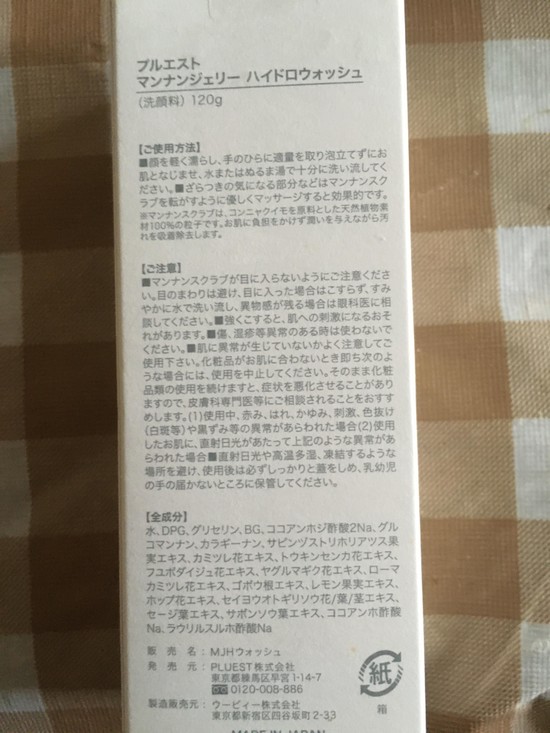 プルエスト
マンナンジェリー ハイドロウォッシュ
(洗顔料) 120g
【ご使用方法】
■顔を軽く濡らし、手のひらに適量を取り泡立てずにお
肌となじませ、水またはぬるま湯で十分に洗い流してく
ださい。■ざらつきの気になる部分などはマンナンスク
ラブを転がすように優しくマッサージすると効果的です。
※マンナンスクラブは、コンニャクイモを原料とした天然植物素
材100%の粒子です。お肌に負担をかけず潤いを与えながら汚
れを吸着除去します。
【ご注意】
■マンナンスクラブが目に入らないようにご注意くださ
い。目のまわりは避け、目に入った場合はこすらず、すみ
やかに水で洗い流し、異物感が残る場合は眼科医に相
談してください。■強くこすると、肌への刺激になるおそ
れがあります。■傷、湿疹等異常のある時は使わないで
ください。■肌に異常が生じていないかよく注意してご
使用下さい。化粧品がお肌に合わないとき即ち次のよ
うな場合には、使用を中止してください。そのまま化粧
品類の使用を続けますと、症状を悪化させることがあり
ますので、皮膚科専門医等にご相談されることをおすす
めします。(1)使用中、赤み、はれ、かゆみ、刺激、色抜け
(白斑等)や黒ずみ等の異常があらわれた場合(2)使用
したお肌に、直射日光があたって上記のような異常があ
らわれた場合■直射日光や高温多湿、凍結するような
場所を避け、使用後は必ずしっかりと蓋をしめ、乳幼児
の手の届かないところに保管してください。
【全成分】
水、DPG、グリセリン、BG、ココアンホジ酢酸2Na、グル
コマンナン、カラギーナン、サピンヅストリホリアツス果
実エキス、カミツレ花エキス、トウキンセンカ花エキス、
フユボダイジュ花エキス、ヤグルマギク花エキス、ローマ
カミツレ花エキス、ゴボウ根エキス、レモン果実エキス、
ホップ花エキス、セイヨウオトギリソウ花/葉/茎エキス、
セージ葉エキス、サボンソウ葉エキス、ココアンホ酢酸
Na、ラウリルスルホ酢酸Na
販売名：MJHウォッシュ
発売元：PLUEST株式会社
東京都練馬区早宮1-14-7
0120-008-886
製造販売元：ウービィー株式会社
東京都新宿区四谷坂町2-33
紙
箱
MADE IN JAPAN